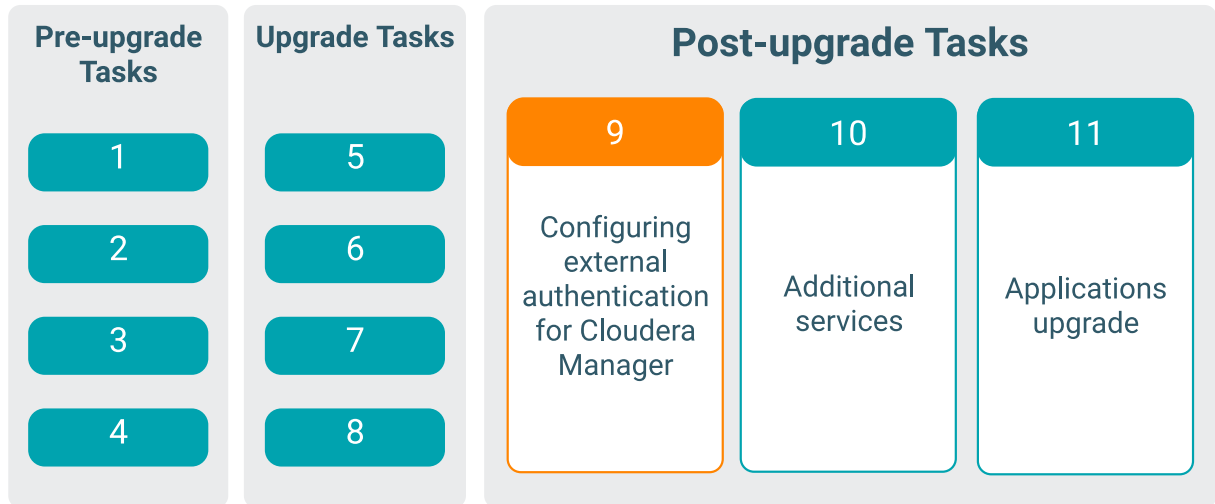 Pre-upgrade
Tasks
1
2
3
4
Upgrade Tasks
5
6
7
8
Post-upgrade Tasks
9
Configuring
external
authentication
for Cloudera
Manager
10
Additional
services
11
Applications
upgrade